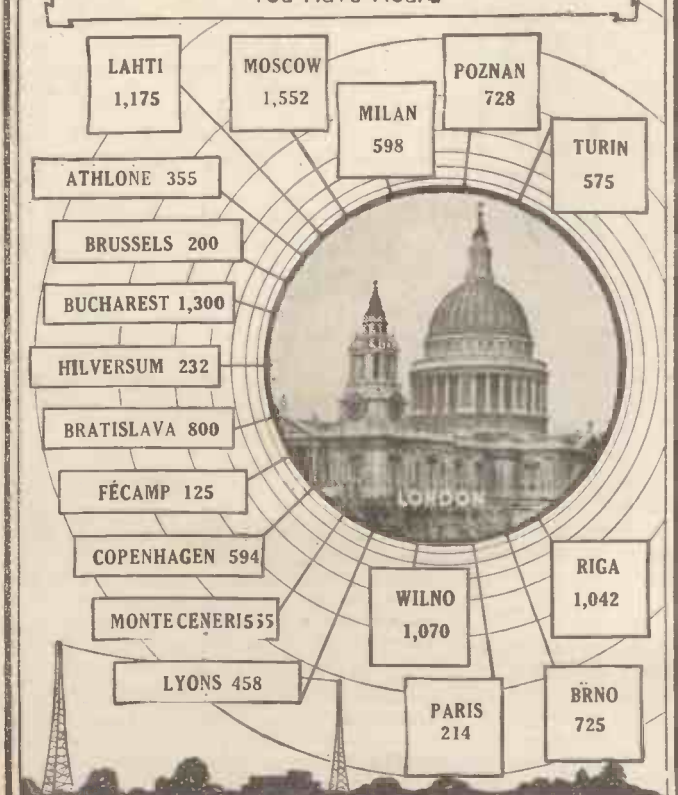 LAHTI
1,175
MOSCOW
1,552
MILAN
598
POZNAN
728
TURIN
575
ATHLONE 355
BRUSSELS 200
BUCHAREST 1,300
HILVERSUM 232
BRATISLAVA 800
FÉCAMP 125
COPENHAGEN 594
MONTE CENERI
LYONS 458
LONDON
WILNO
1,070
RIGA
1,042
PARIS
214
BRNO
725